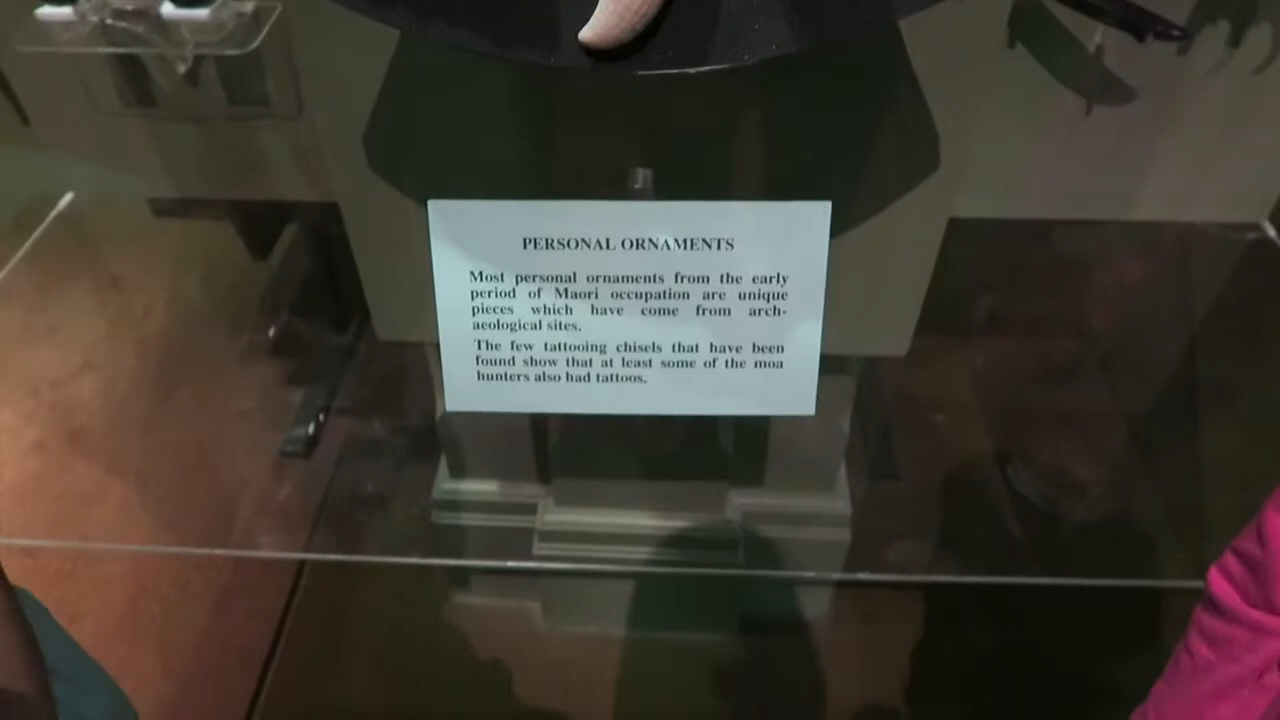 PERSONAL ORNAMENTS
Most personal ornaments from the early
period of Maori occupation are unique
pieces which have come from arch-
aeological sites.
The few tattooing chisels that have been
found show that at least some of the moa
hunters also had tattoos.